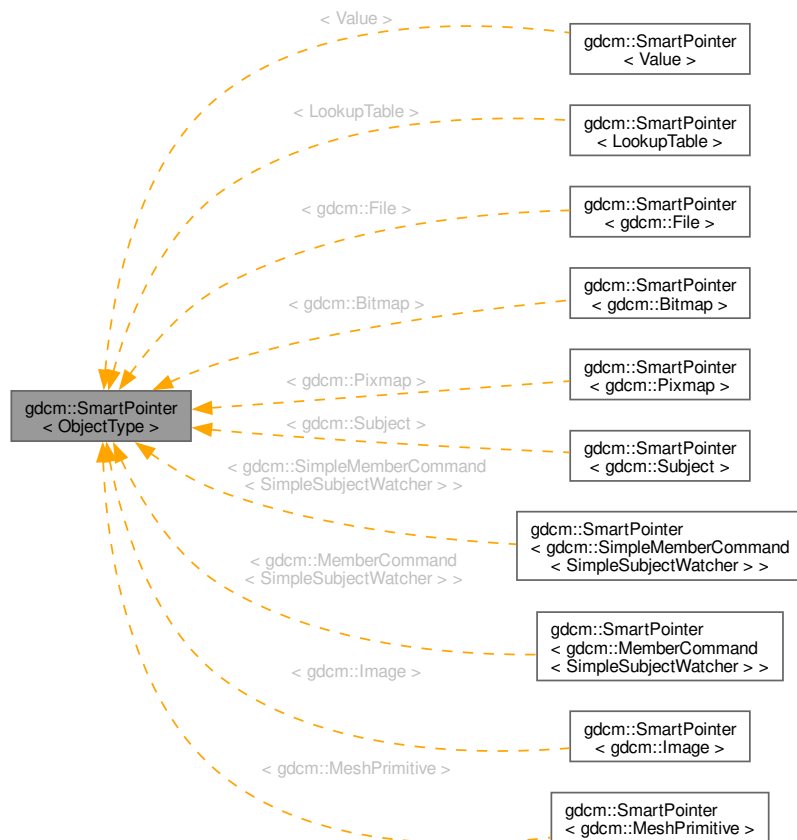 < Value >
gdcm::SmartPointer
< Value >
< LookupTable >
gdcm::SmartPointer
< LookupTable >
< gdcm::File >
gdcm::SmartPointer
< gdcm::File >
< gdcm::Bitmap >
gdcm::SmartPointer
< gdcm::Bitmap >
< gdcm::Pixmap >
gdcm::SmartPointer
< gdcm::Pixmap >
gdcm::SmartPointer
< ObjectType >
< gdcm::Subject >
gdcm::SmartPointer
< gdcm::Subject >
< gdcm::SimpleMemberCommand
< SimpleSubjectWatcher > >
gdcm::SmartPointer
< gdcm::SimpleMemberCommand
< SimpleSubjectWatcher > >
< gdcm::MemberCommand
< SimpleSubjectWatcher > >
gdcm::SmartPointer
< gdcm::MemberCommand
< SimpleSubjectWatcher > >
< gdcm::Image >
gdcm::SmartPointer
< gdcm::Image >
< gdcm::MeshPrimitive >
gdcm::SmartPointer
< gdcm::MeshPrimitive >